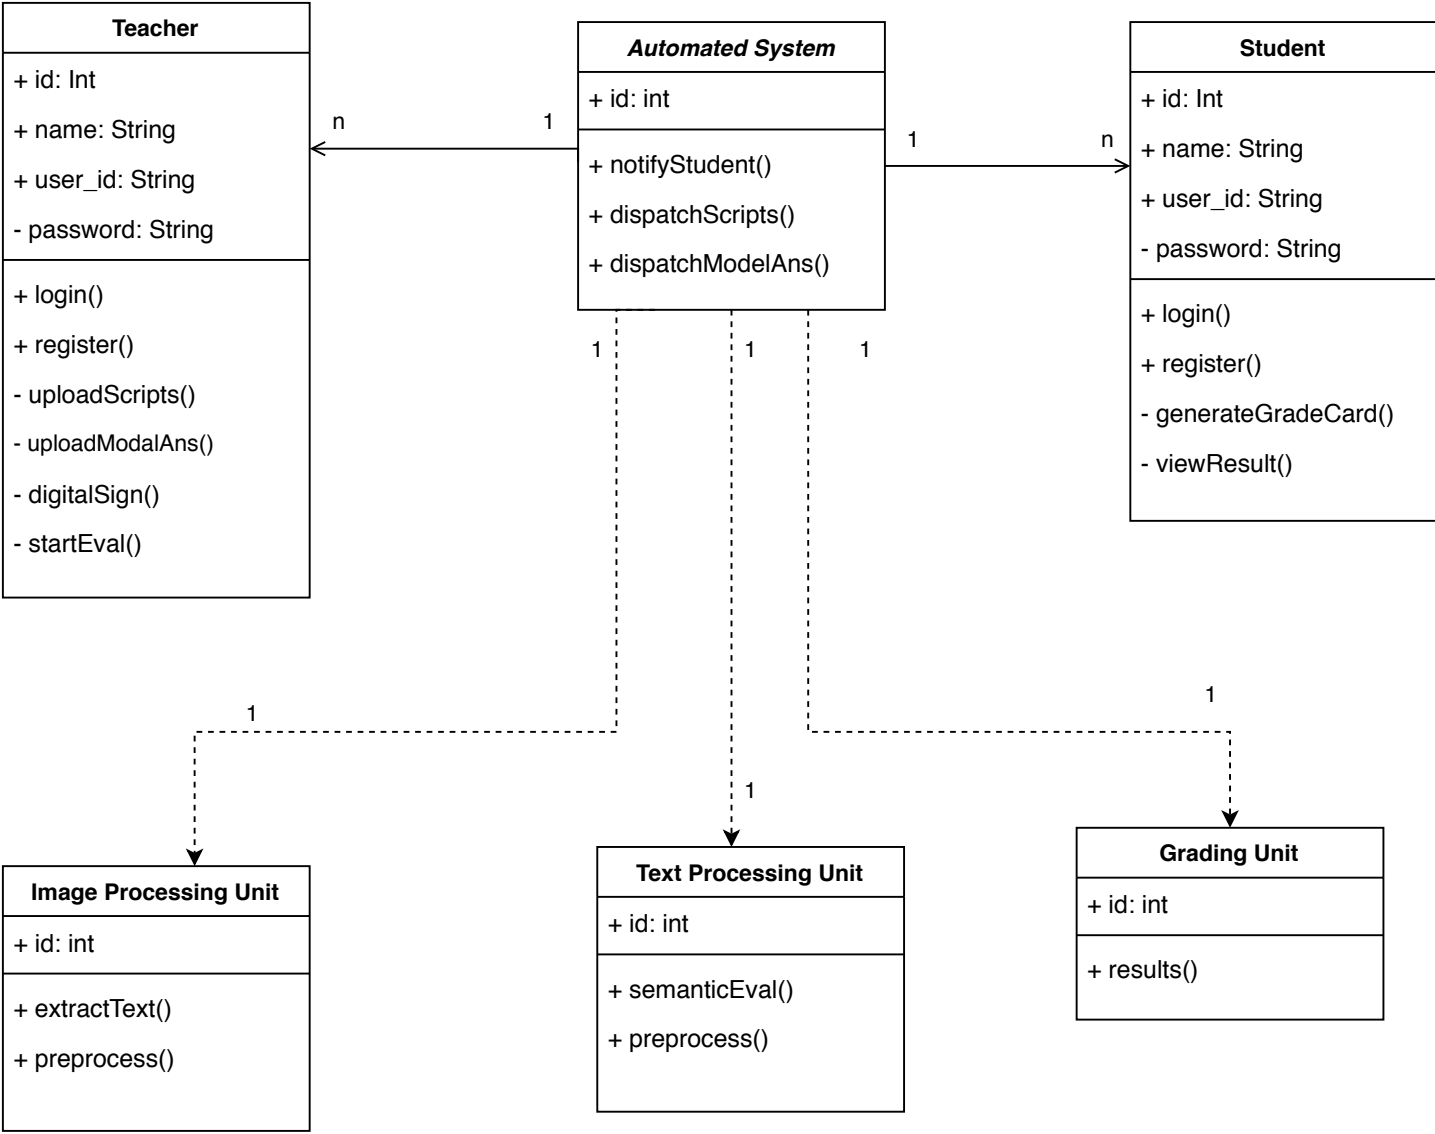 Teacher
+ id: Int
+ name: String
+ user_id: String
- password: String
+ login()
+ register()
- uploadScripts()
- uploadModalAns()
- digitalSign()
- startEval()
n
1
Automated System
+ id: int
+ notifyStudent()
+ dispatchScripts()
+ dispatchModelAns()
1
n
Student
+ id: Int
+ name: String
+ user_id: String
- password: String
+ login()
+ register()
- generateGradeCard()
- viewResult()
1
1
1
1
1
1
Image Processing Unit
+ id: int
+ extractText()
+ preprocess()
Text Processing Unit
+ id: int
+ semanticEval()
+ preprocess()
Grading Unit
+ id: int
+ results()